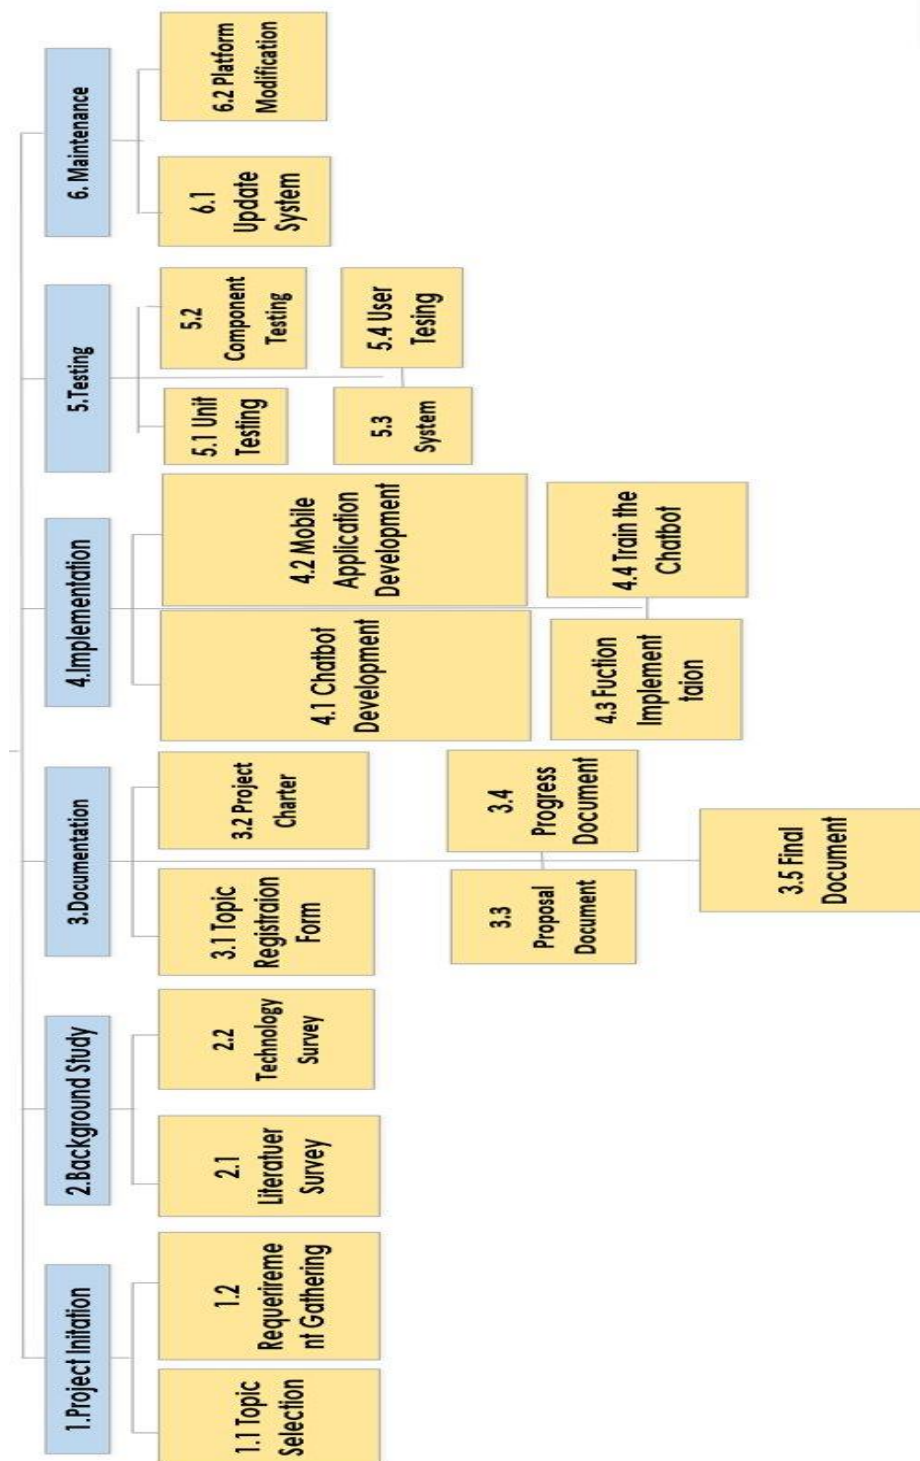 1.Project Initation
1.1 Topic
Selection
1.2
Requerireme
nt Gathering
2.Background Study
2.1
Literatuer
Survey
2.2
Technology
Survey
3.Documentation
3.1 Topic
Registraion
Form
3.2 Project
Charter
3.3
Proposal
Document
3.4
Progress
Document
3.5 Final
Document
4.Implementation
4.1 Chatbot
Development
4.2 Mobile
Application
Development
4.3 Fuction
Implement
taion
4.4 Train the
Chatbot
5.Testing
5.1 Unit
Testing
5.2
Component
Testing
5.3
System
5.4 User
Tesing
6. Maintenance
6.1
Update
System
6.2 Platform
Modification